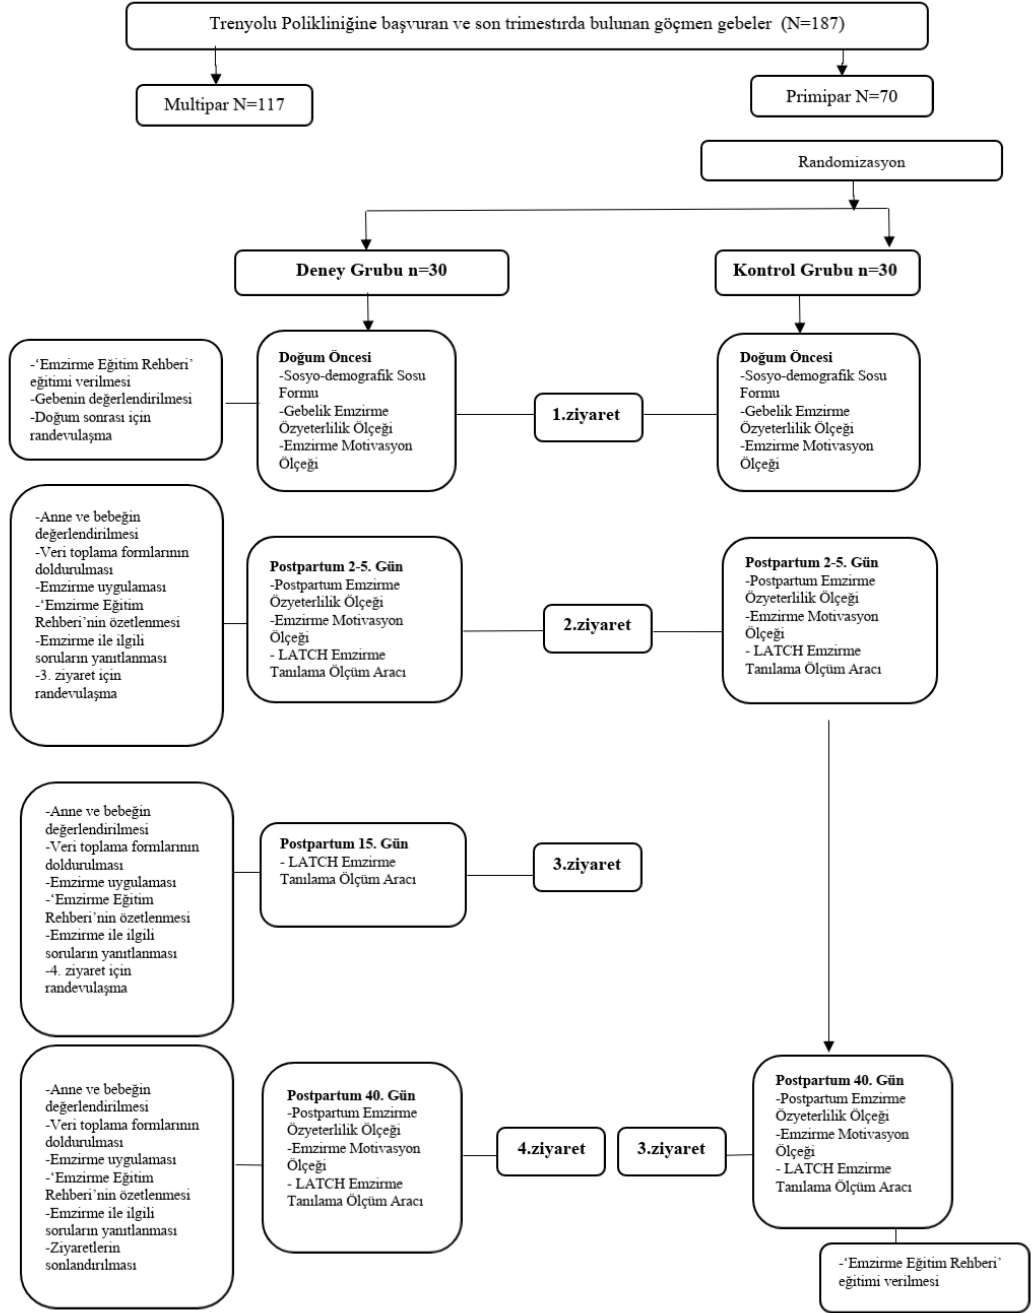 Trenyolu Polikliniğine başvuran ve son trimestırda bulunan göçmen gebeler (N=187)
Multipar N=117
Primipar N=70
Randomizasyon
Deney Grubu n=30
Kontrol Grubu n=30
-‘Emzirme Eğitim Rehberi’
eğitimi verilmesi
-Gebenin değerlendirilmesi
-Doğum sonrası için
randevulaşma
Doğum Öncesi
-Sosyo-demografik Sosu
Formu
-Gebelik Emzirme
Özyeterlilik Ölçeği
-Emzirme Motivasyon
Ölçeği
1.ziyaret
Doğum Öncesi
-Sosyo-demografik Sosu
Formu
-Gebelik Emzirme
Özyeterlilik Ölçeği
-Emzirme Motivasyon
Ölçeği
-Anne ve bebeğin
değerlendirilmesi
-Veri toplama formlarının
doldurulması
-Emzirme uygulaması
-‘Emzirme Eğitim
Rehberi’nin özetlenmesi
-Emzirme ile ilgili
soruların yanıtlanması
-3. ziyaret için
randevulaşma
Postpartum 2-5. Gün
-Postpartum Emzirme
Özyeterlilik Ölçeği
-Emzirme Motivasyon
Ölçeği
- LATCH Emzirme
Tanılama Ölçüm Aracı
2.ziyaret
Postpartum 2-5. Gün
-Postpartum Emzirme
Özyeterlilik Ölçeği
-Emzirme Motivasyon
Ölçeği
- LATCH Emzirme
Tanılama Ölçüm Aracı
-Anne ve bebeğin
değerlendirilmesi
-Veri toplama formlarının
doldurulması
-Emzirme uygulaması
-‘Emzirme Eğitim
Rehberi’nin özetlenmesi
-Emzirme ile ilgili
soruların yanıtlanması
-4. ziyaret için
randevulaşma
Postpartum 15. Gün
- LATCH Emzirme
Tanılama Ölçüm Aracı
3.ziyaret
-Anne ve bebeğin
değerlendirilmesi
-Veri toplama formlarının
doldurulması
-Emzirme uygulaması
-‘Emzirme Eğitim
Rehberi’nin özetlenmesi
-Emzirme ile ilgili
soruların yanıtlanması
-Ziyaretlerin
sonlandırılması
Postpartum 40. Gün
-Postpartum Emzirme
Özyeterlilik Ölçeği
-Emzirme Motivasyon
Ölçeği
- LATCH Emzirme
Tanılama Ölçüm Aracı
4.ziyaret
3.ziyaret
Postpartum 40. Gün
-Postpartum Emzirme
Özyeterlilik Ölçeği
-Emzirme Motivasyon
Ölçeği
- LATCH Emzirme
Tanılama Ölçüm Aracı
-‘Emzirme Eğitim Rehberi’
eğitimi verilmesi